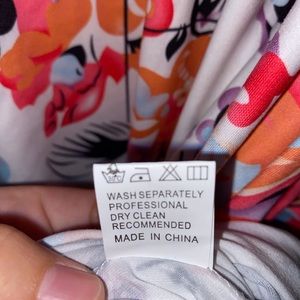 WASH SEPARATELY
PROFESSIONAL
DRY CLEAN
RECOMMENDED
MADE IN CHINA